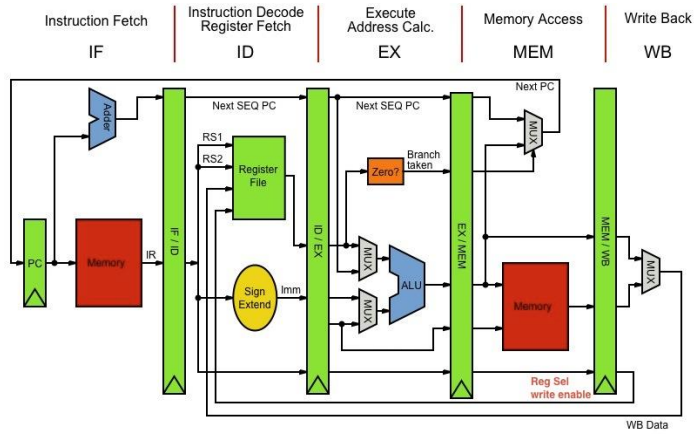 Instruction Fetch
Instruction Decode
Register Fetch
Execute
Address Calc.
Memory Access
Write Back
IF
ID
EX
MEM
WB
Next PC
Next SEQ PC
Next SEQ PC
Adder
MUX
RS1
RS2
Register
File
Branch
taken
Zero?
IF / ID
ID / EX
EX / MEM
MEM / WB
PC
Memory
IR
MUX
ALU
MUX
MUX
Sign
Extend
Imm
Memory
Reg Sel
write enable
WB Data